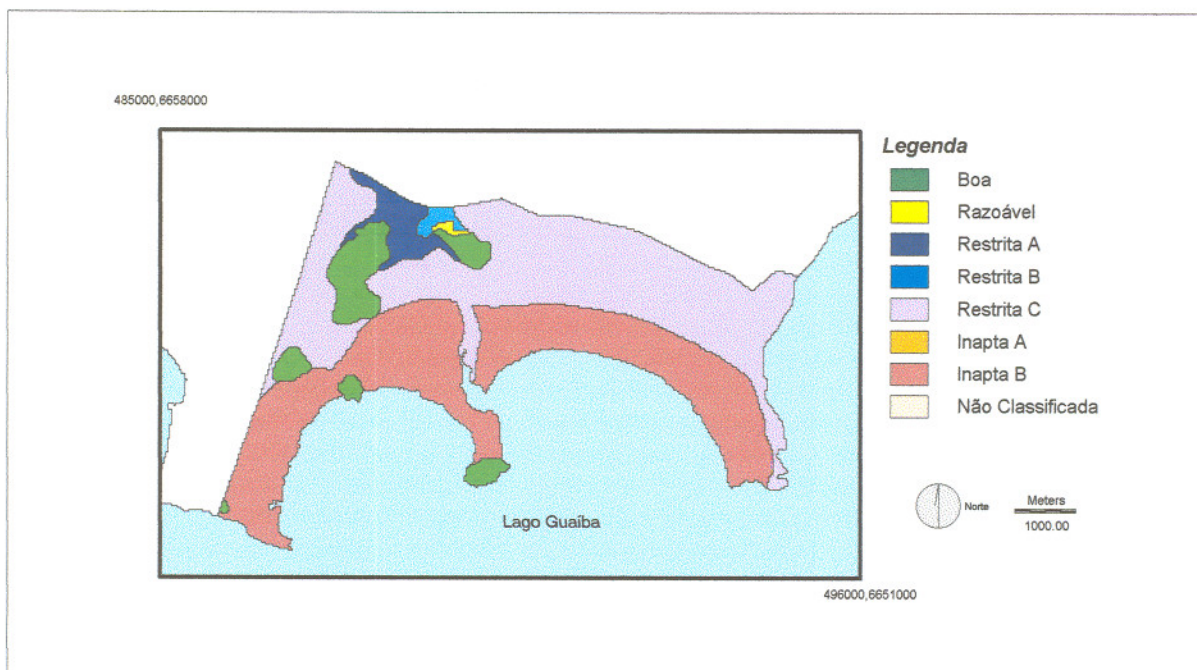 485000,6658000
Legenda
Boa
Razoável
Restrita A
Restrita B
Restrita C
Inapta A
Inapta B
Não Classificada
Norte
Meters
1000.00
Lago Guaíba
496000,6651000